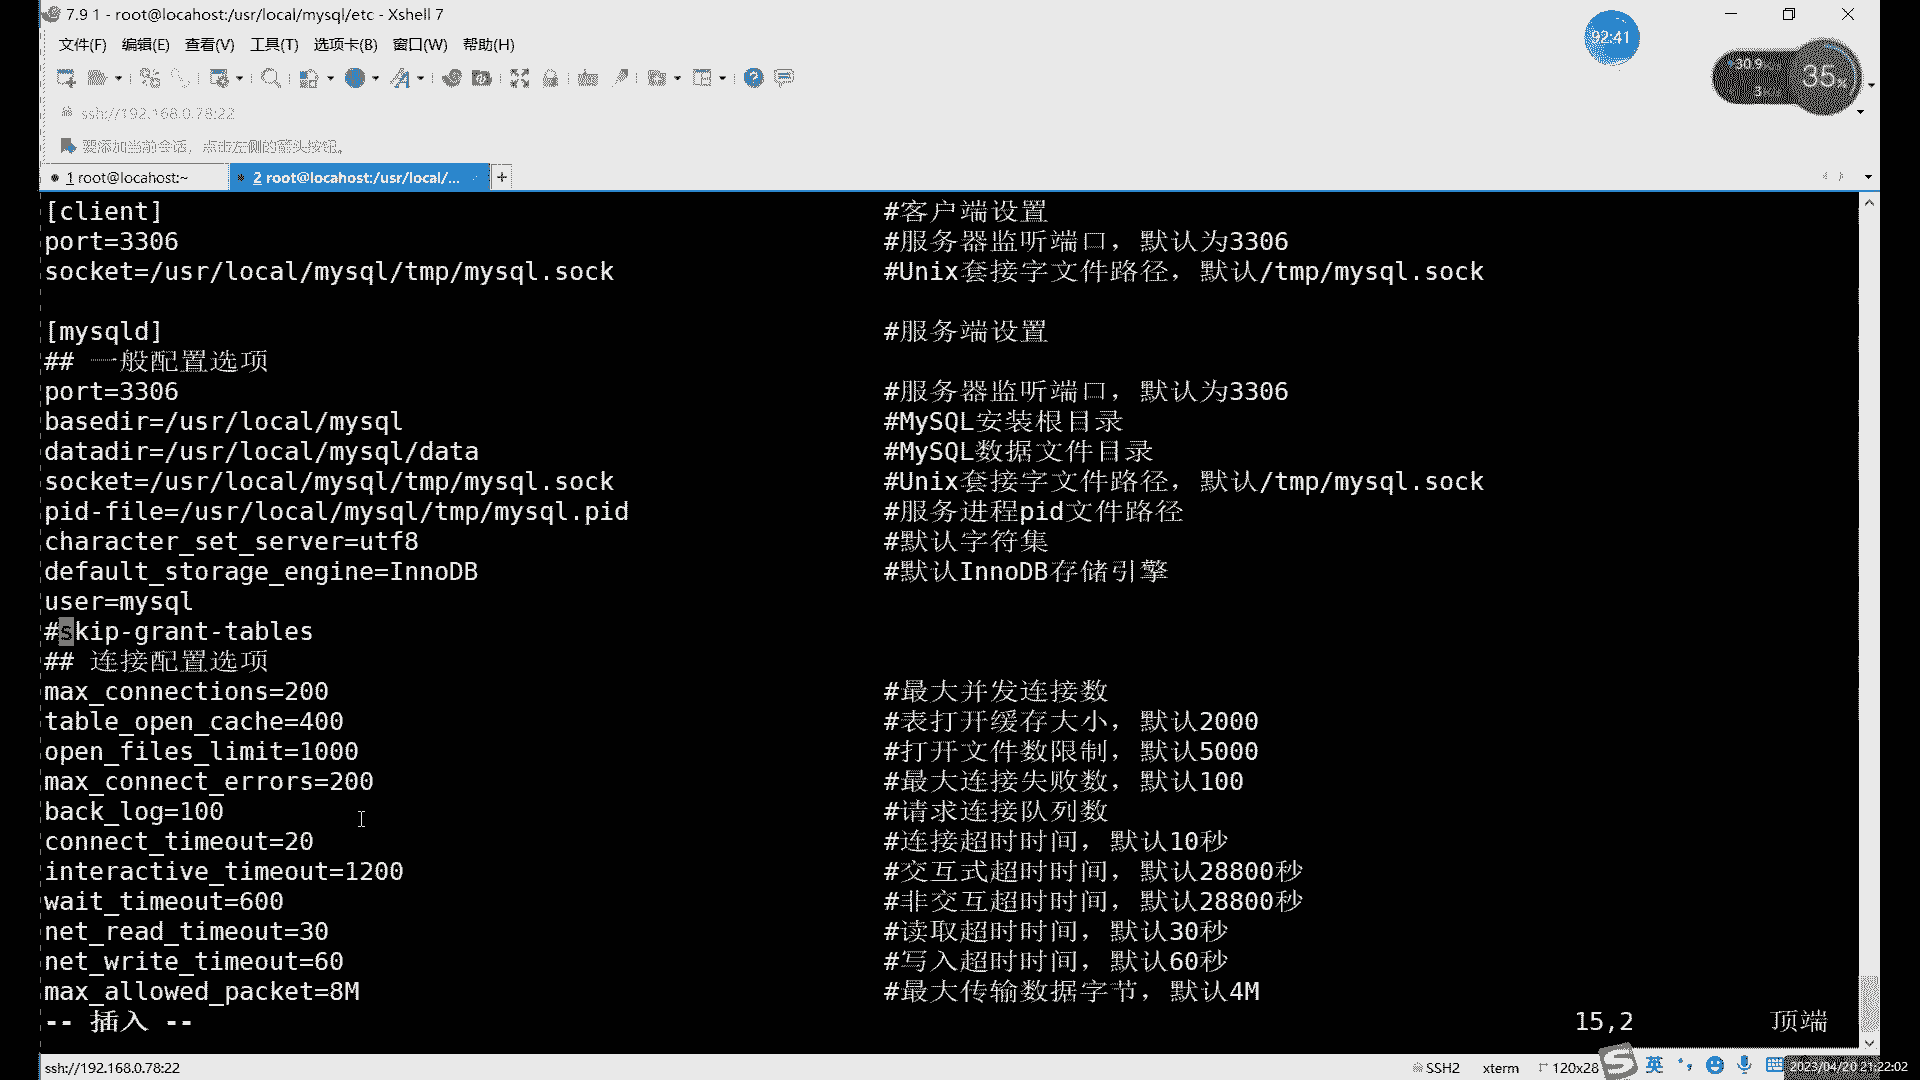 7.9 1 - root@locahost:/usr/local/mysql/etc - Xshell 7
92:41
文件(F) 编辑(E) 查看(V) 工具(T) 选项卡(B) 窗口(W) 帮助(H)
30.9
35%
3
ssh://192.168.0.78:22
要添加当前会话，点击左侧的箭头按钮。
1 root@locahost:~
2 root@locahost:/usr/local/...
+
[client] #客户端设置
port=3306 #服务器监听端口，默认为3306
socket=/usr/local/mysql/tmp/mysql.sock #Unix套接字文件路径，默认/tmp/mysql.sock
[mysqld] #服务端设置
## 一般配置选项
port=3306 #服务器监听端口，默认为3306
basedir=/usr/local/mysql #MySQL安装根目录
datadir=/usr/local/mysql/data #MySQL数据文件目录
socket=/usr/local/mysql/tmp/mysql.sock #Unix套接字文件路径，默认/tmp/mysql.sock
pid-file=/usr/local/mysql/tmp/mysql.pid #服务进程pid文件路径
character_set_server=utf8 #默认字符集
default_storage_engine=InnoDB #默认InnoDB存储引擎
user=mysql
#skip-grant-tables
## 连接配置选项
max_connections=200 #最大并发连接数
table_open_cache=400 #表打开缓存大小，默认2000
open_files_limit=1000 #打开文件数限制，默认5000
max_connect_errors=200 #最大连接失败数，默认100
back_log=100 #请求连接队列数
connect_timeout=20 #连接超时时间，默认10秒
interactive_timeout=1200 #交互式超时时间，默认28800秒
wait_timeout=600 #非交互超时时间，默认28800秒
net_read_timeout=30 #读取超时时间，默认30秒
net_write_timeout=60 #写入超时时间，默认60秒
max_allowed_packet=8M #最大传输数据字节，默认4M
-- 插入 -- 15,2 顶端
ssh://192.168.0.78:22 SSH2 xterm 120x28 英 2023/04/20 21:22:02